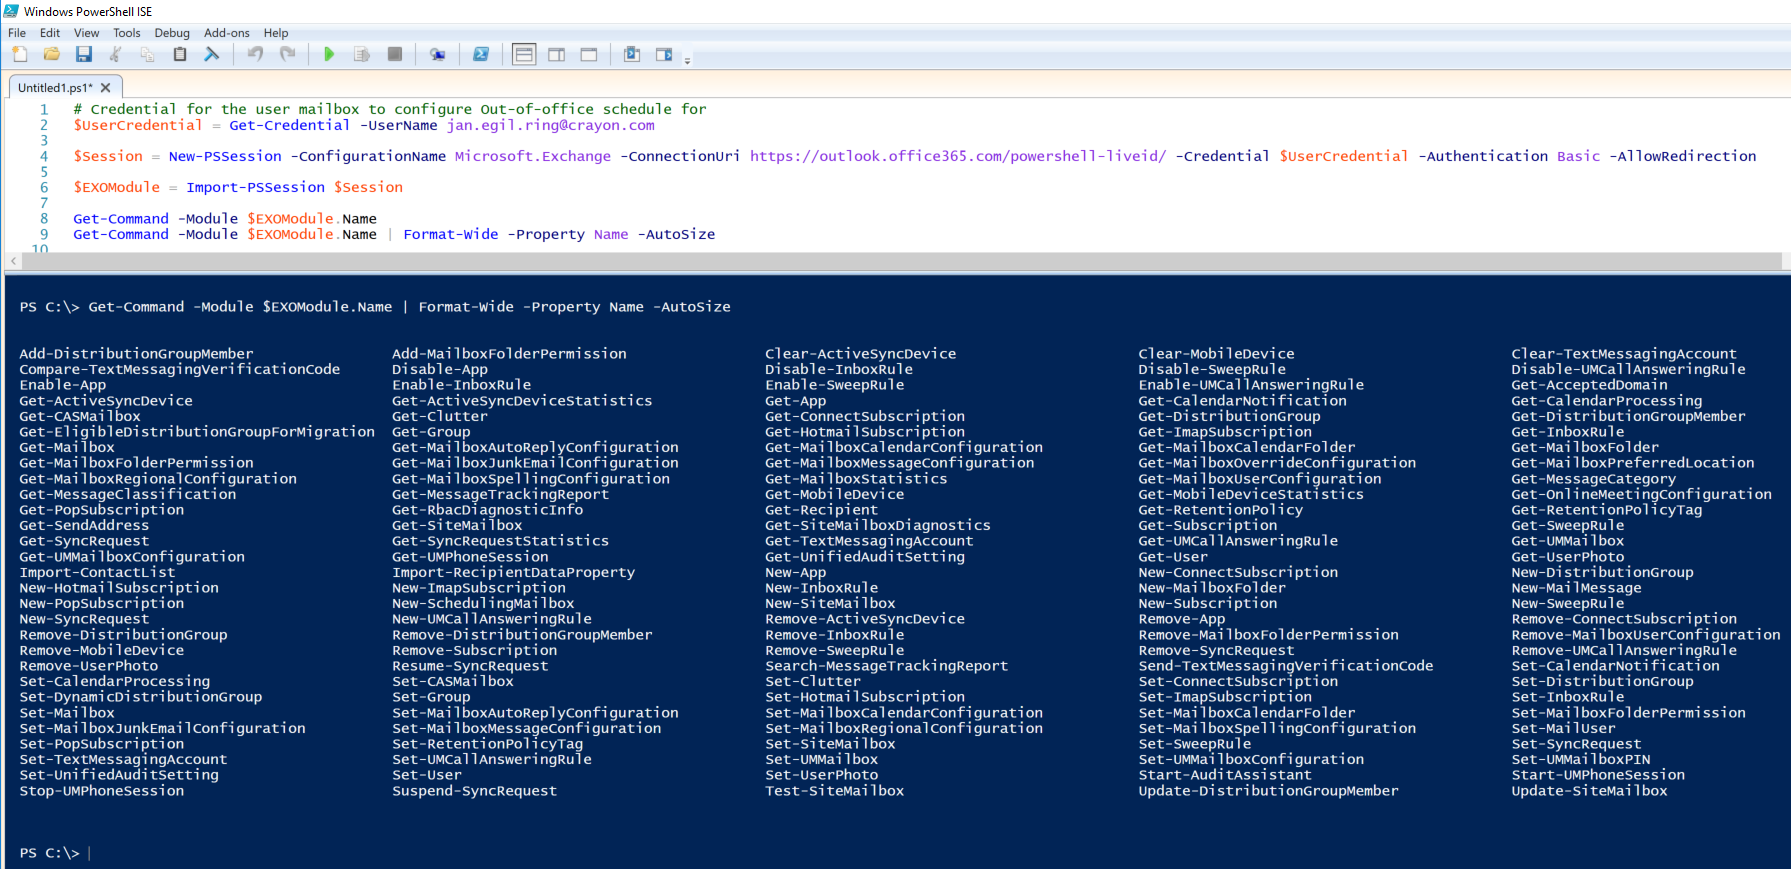 Windows PowerShell ISE
File Edit View Tools Debug Add-ons Help
Untitled1.ps1*
1 # Credential for the user mailbox to configure Out-of-office schedule for
2 $UserCredential = Get-Credential -UserName jan.egil.ring@crayon.com
3
4 $Session = New-PSSession -ConfigurationName Microsoft.Exchange -ConnectionUri https://outlook.office365.com/powershell-liveid/ -Credential $UserCredential -Authentication Basic -AllowRedirection
5
6 $EXOModule = Import-PSSession $Session
7
8 Get-Command -Module $EXOModule.Name
9 Get-Command -Module $EXOModule.Name | Format-Wide -Property Name -AutoSize
10
PS C:\> Get-Command -Module $EXOModule.Name | Format-Wide -Property Name -AutoSize
Add-DistributionGroupMember Add-MailboxFolderPermission Clear-ActiveSyncDevice Clear-MobileDevice Clear-TextMessagingAccount
Compare-TextMessagingVerificationCode Disable-App Disable-InboxRule Disable-SweepRule Disable-UMCallAnsweringRule
Enable-App Enable-InboxRule Enable-SweepRule Enable-UMCallAnsweringRule Get-AcceptedDomain
Get-ActiveSyncDevice Get-ActiveSyncDeviceStatistics Get-App Get-CalendarNotification Get-CalendarProcessing
Get-CASMailbox Get-Clutter Get-ConnectSubscription Get-DistributionGroup Get-DistributionGroupMember
Get-EligibleDistributionGroupForMigration Get-Group Get-HotmailSubscription Get-ImapSubscription Get-InboxRule
Get-Mailbox Get-MailboxAutoReplyConfiguration Get-MailboxCalendarConfiguration Get-MailboxCalendarFolder Get-MailboxFolder
Get-MailboxFolderPermission Get-MailboxJunkEmailConfiguration Get-MailboxMessageConfiguration Get-MailboxOverrideConfiguration Get-MailboxPreferredLocation
Get-MailboxRegionalConfiguration Get-MailboxSpellingConfiguration Get-MailboxStatistics Get-MailboxUserConfiguration Get-MessageCategory
Get-MessageClassification Get-MessageTrackingReport Get-MobileDevice Get-MobileDeviceStatistics Get-OnlineMeetingConfiguration
Get-PopSubscription Get-RbacDiagnosticInfo Get-Recipient Get-RetentionPolicy Get-RetentionPolicyTag
Get-SendAddress Get-SiteMailbox Get-SiteMailboxDiagnostics Get-Subscription Get-SweepRule
Get-SyncRequest Get-SyncRequestStatistics Get-TextMessagingAccount Get-UMCallAnsweringRule Get-UMMailbox
Get-UMMailboxConfiguration Get-UMPhoneSession Get-UnifiedAuditSetting Get-User Get-UserPhoto
Import-ContactList Import-RecipientDataProperty New-App New-ConnectSubscription New-DistributionGroup
New-HotmailSubscription New-ImapSubscription New-InboxRule New-MailboxFolder New-MailMessage
New-PopSubscription New-SchedulingMailbox New-SiteMailbox New-Subscription New-SweepRule
New-SyncRequest New-UMCallAnsweringRule Remove-ActiveSyncDevice Remove-App Remove-ConnectSubscription
Remove-DistributionGroup Remove-DistributionGroupMember Remove-InboxRule Remove-MailboxFolderPermission Remove-MailboxUserConfiguration
Remove-MobileDevice Remove-Subscription Remove-SweepRule Remove-SyncRequest Remove-UMCallAnsweringRule
Remove-UserPhoto Resume-SyncRequest Search-MessageTrackingReport Send-TextMessagingVerificationCode Set-CalendarNotification
Set-CalendarProcessing Set-CASMailbox Set-Clutter Set-ConnectSubscription Set-DistributionGroup
Set-DynamicDistributionGroup Set-Group Set-HotmailSubscription Set-ImapSubscription Set-InboxRule
Set-Mailbox Set-MailboxAutoReplyConfiguration Set-MailboxCalendarConfiguration Set-MailboxCalendarFolder Set-MailboxFolderPermission
Set-MailboxJunkEmailConfiguration Set-MailboxMessageConfiguration Set-MailboxRegionalConfiguration Set-MailboxSpellingConfiguration Set-MailUser
Set-PopSubscription Set-RetentionPolicyTag Set-SiteMailbox Set-SweepRule Set-SyncRequest
Set-TextMessagingAccount Set-UMCallAnsweringRule Set-UMMailbox Set-UMMailboxConfiguration Set-UMMailboxPIN
Set-UnifiedAuditSetting Set-User Set-UserPhoto Start-AuditAssistant Start-UMPhoneSession
Stop-UMPhoneSession Suspend-SyncRequest Test-SiteMailbox Update-DistributionGroupMember Update-SiteMailbox
PS C:\>